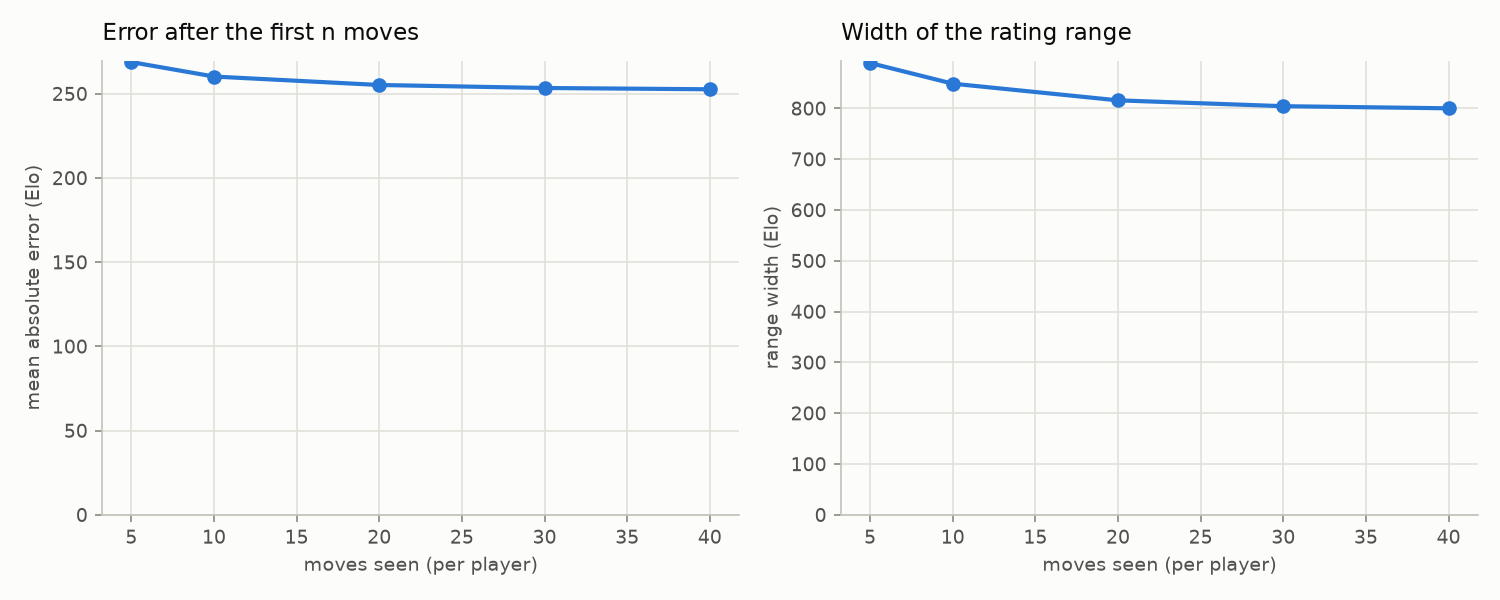 Error after the first n moves
mean absolute error (Elo)
250
200
150
100
50
0
5 10 15 20 25 30 35 40
moves seen (per player)
Width of the rating range
range width (Elo)
800
700
600
500
400
300
200
100
0
5 10 15 20 25 30 35 40
moves seen (per player)